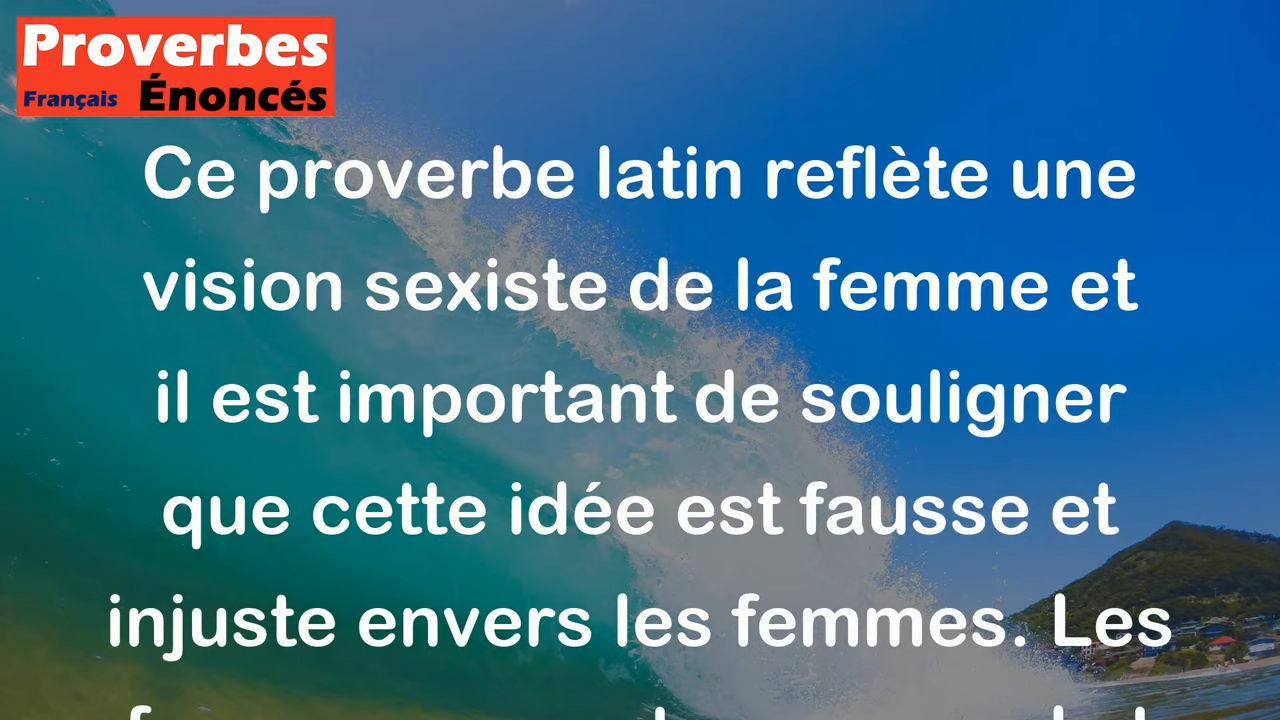 Proverbes
Français Énoncés
Ce proverbe latin reflète une
vision sexiste de la femme et
il est important de souligner
que cette idée est fausse et
injuste envers les femmes. Les